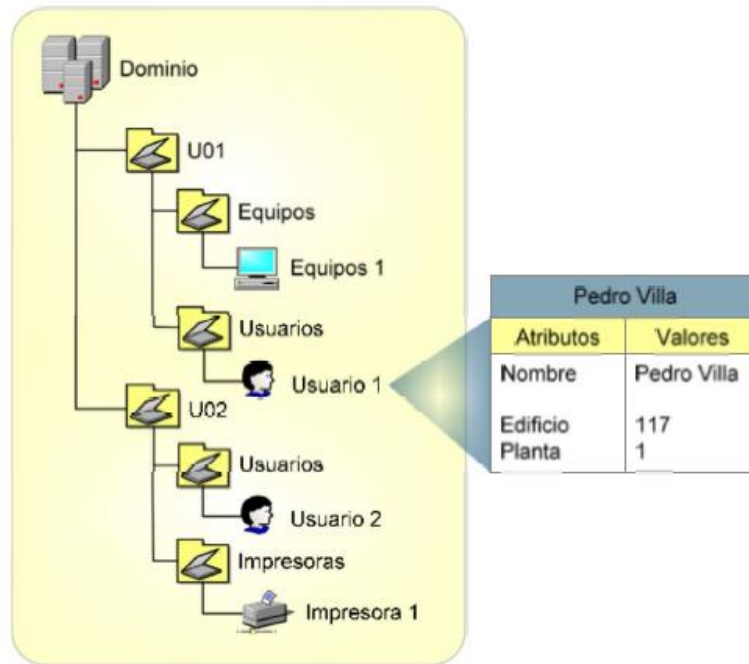 Dominio
U01
Equipos
Equipos 1
Usuarios
Usuario 1
U02
Usuarios
Usuario 2
Impresoras
Impresora 1
Pedro Villa
Atributos Valores
Nombre Pedro Villa
Edificio 117
Planta 1